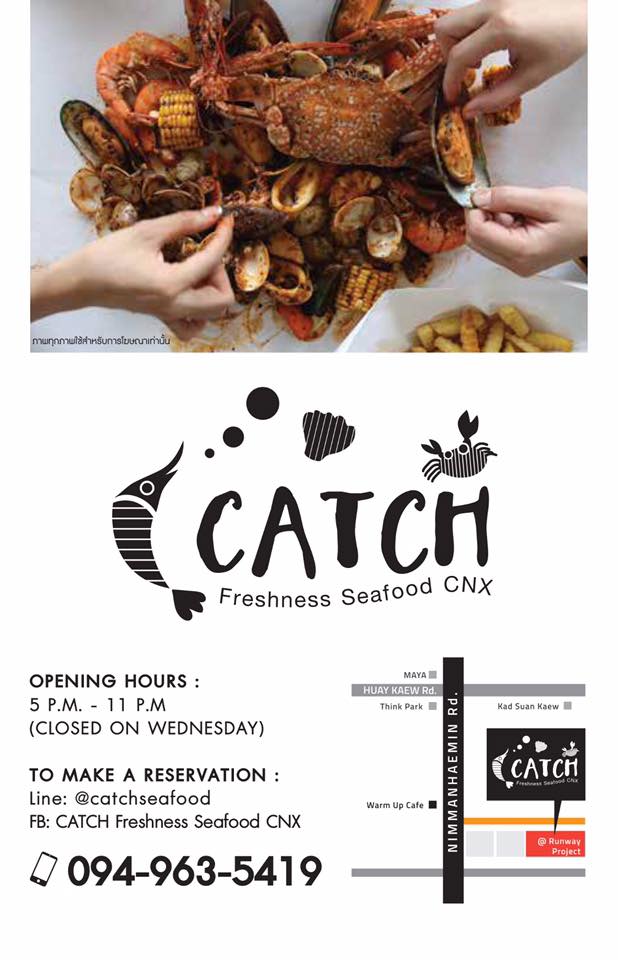 ภาพทุกภาพใช้สำหรับการโฆษณาเท่านั้น
CATCH
Freshness Seafood CNX
OPENING HOURS :
5 P.M. - 11 P.M
(CLOSED ON WEDNESDAY)
TO MAKE A RESERVATION :
Line: @catchseafood
FB: CATCH Freshness Seafood CNX
094-963-5419
MAYA
HUAY KAEW Rd.
Think Park
Kad Suan Kaew
NIMMANHAEMIN Rd.
CATCH
Freshness Seafood CNX
Warm Up Cafe
@ Runway
Project